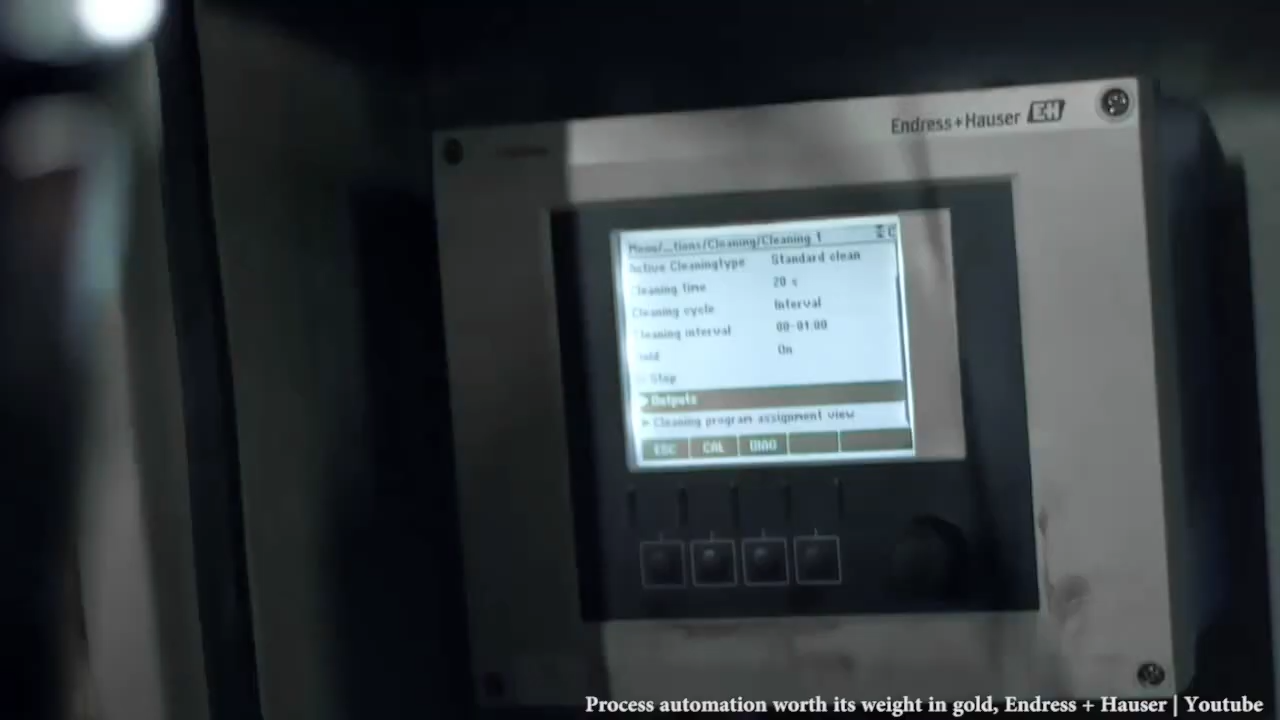 Endress+Hauser EH
Menu/...tions/Cleaning/Cleaning 1
Active Cleaningtype Standard clean
Cleaning time 20 s
Cleaning cycle Interval
Cleaning interval 00-01:00
Hold On
Stop
Outputs
Cleaning program assignment view
ESC CAL DIAG
Process automation worth its weight in gold, Endress + Hauser | Youtube